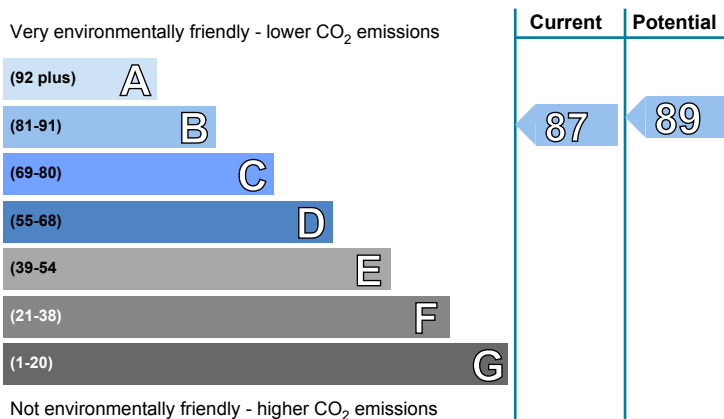 Current Potential
Very environmentally friendly - lower CO2 emissions
(92 plus) A
(81-91) B 87 89
(69-80) C
(55-68) D
(39-54 E
(21-38) F
(1-20) G
Not environmentally friendly - higher CO2 emissions